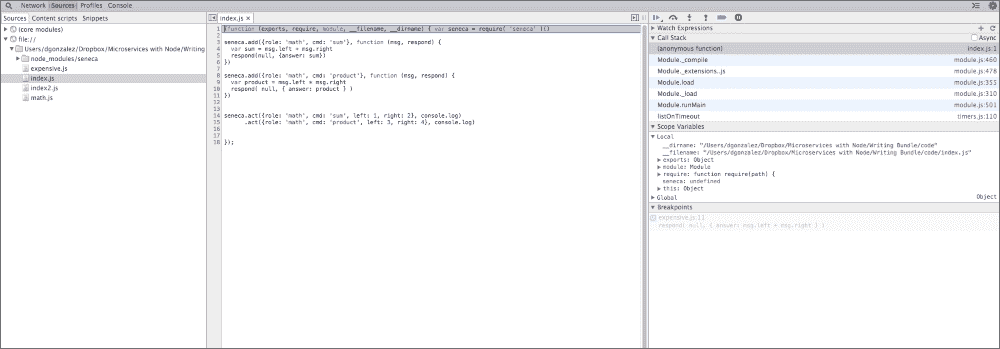 Network Sources Profiles Console
Sources Content scripts Snippets
(core modules)
file://
Users/dgonzalez/Dropbox/Microservices with Node/Writing
node_modules/seneca
expensive.js
index.js
index2.js
math.js
index.js ×
1 (function (exports, require, module, __filename, __dirname) { var seneca = require( 'seneca' )()
2
3 seneca.add({role: 'math', cmd: 'sum'}, function (msg, respond) {
4 var sum = msg.left + msg.right
5 respond(null, {answer: sum})
6 })
7
8 seneca.add({role: 'math', cmd: 'product'}, function (msg, respond) {
9 var product = msg.left * msg.right
10 respond( null, { answer: product } )
11 })
12
13
14 seneca.act({role: 'math', cmd: 'sum', left: 1, right: 2}, console.log)
15 .act({role: 'math', cmd: 'product', left: 3, right: 4}, console.log)
16
17
18 });
Watch Expressions
Call Stack Async
(anonymous function) index.js:1
Module._compile module.js:460
Module._extensions..js module.js:478
Module.load module.js:355
Module._load module.js:310
Module.runMain module.js:501
listOnTimeout timers.js:110
Scope Variables
Local
__dirname: "/Users/dgonzalez/Dropbox/Microservices with Node/Writing Bundle/code"
__filename: "/Users/dgonzalez/Dropbox/Microservices with Node/Writing Bundle/code/index.js"
exports: Object
module: Module
require: function require(path) {
seneca: undefined
this: Object
Global Object
Breakpoints
expensive.js:11
respond( null, { answer: msg.left + msg.right } )